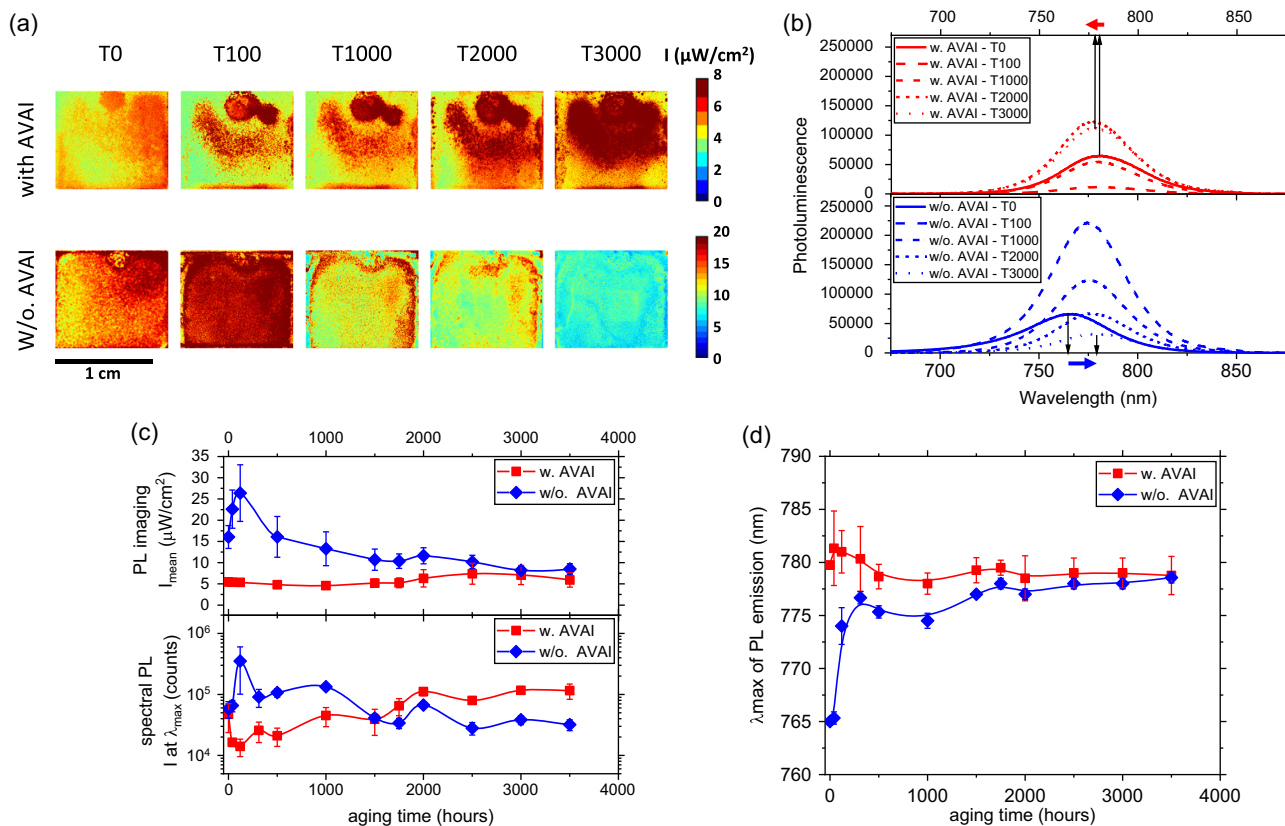 (a)
T0 T100 T1000 T2000 T3000 I (µW/cm²)
with AVAI
8
6
4
2
0
W/o. AVAI
20
15
10
5
0
1 cm
(b)
700 750 800 850
250000
200000
150000
100000
50000
0
w. AVAI - T0
w. AVAI - T100
w. AVAI - T1000
w. AVAI - T2000
w. AVAI - T3000
Photoluminescence
250000
200000
150000
100000
50000
0
w/o. AVAI - T0
w/o. AVAI - T100
w/o. AVAI - T1000
w/o. AVAI - T2000
w/o. AVAI - T3000
700 750 800 850
Wavelength (nm)
(c)
0 1000 2000 3000 4000
PL imaging
Imean (µW/cm²)
35
30
25
20
15
10
5
0
w. AVAI
w/o. AVAI
spectral PL
I at λmax (counts)
10⁶
10⁵
10⁴
w. AVAI
w/o. AVAI
0 1000 2000 3000 4000
aging time (hours)
(d)
λmax of PL emission (nm)
790
785
780
775
770
765
760
w. AVAI
w/o. AVAI
0 1000 2000 3000 4000
aging time (hours)